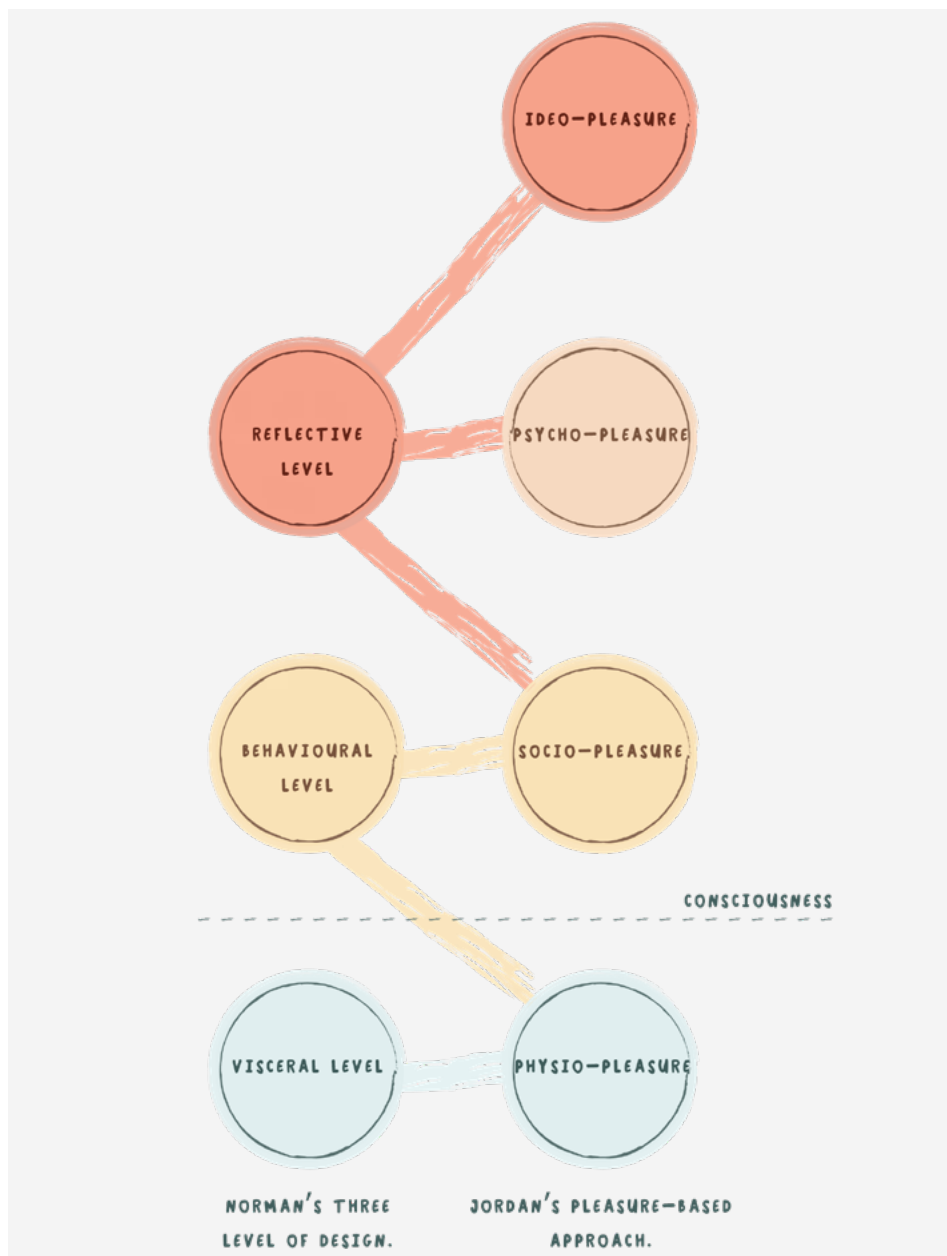 IDEO-PLEASURE
REFLECTIVE
LEVEL
PSYCHO-PLEASURE
BEHAVIOURAL
LEVEL
SOCIO-PLEASURE
CONSCIOUSNESS
VISCERAL LEVEL
PHYSIO-PLEASURE
NORMAN'S THREE
LEVEL OF DESIGN.
JORDAN'S PLEASURE-BASED
APPROACH.